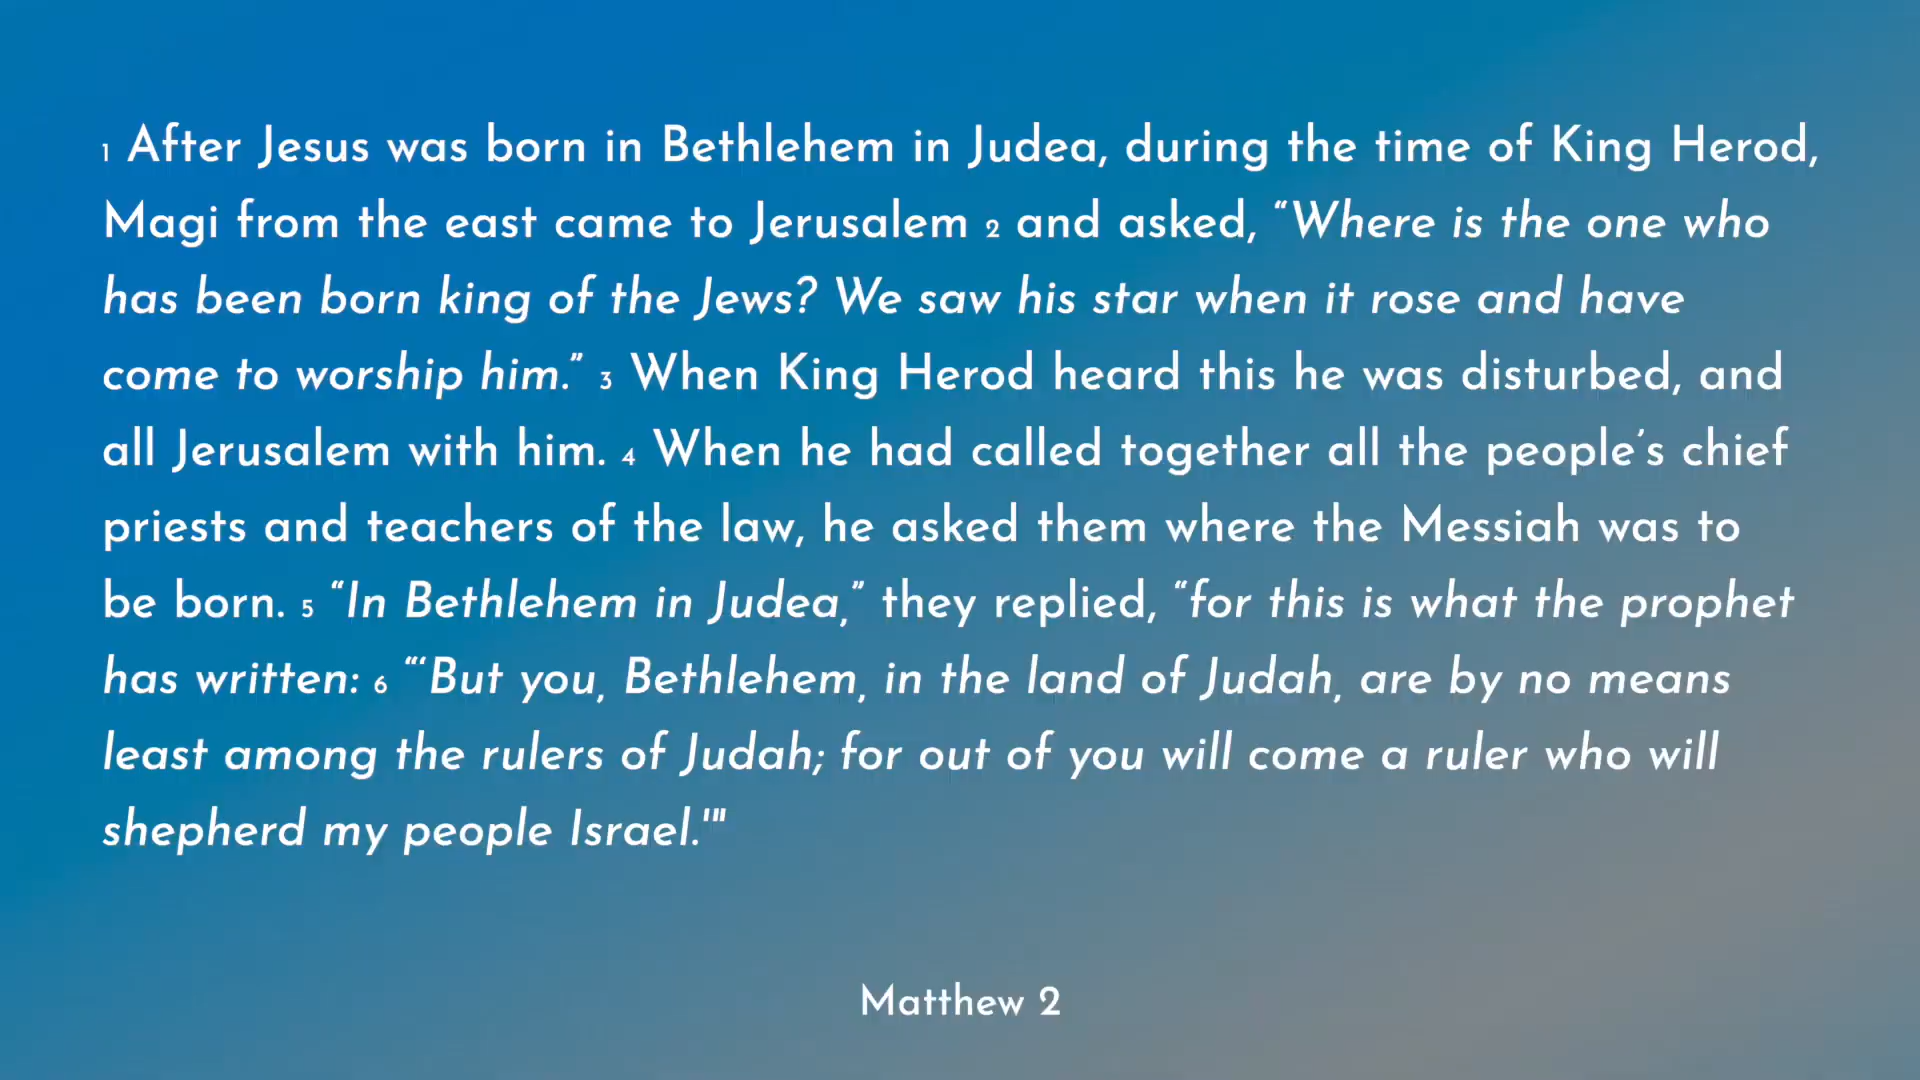 1 After Jesus was born in Bethlehem in Judea, during the time of King Herod,
Magi from the east came to Jerusalem 2 and asked, “Where is the one who
has been born king of the Jews? We saw his star when it rose and have
come to worship him.” 3 When King Herod heard this he was disturbed, and
all Jerusalem with him. 4 When he had called together all the people’s chief
priests and teachers of the law, he asked them where the Messiah was to
be born. 5 “In Bethlehem in Judea,” they replied, “for this is what the prophet
has written: 6 “‘But you, Bethlehem, in the land of Judah, are by no means
least among the rulers of Judah; for out of you will come a ruler who will
shepherd my people Israel.'"
Matthew 2